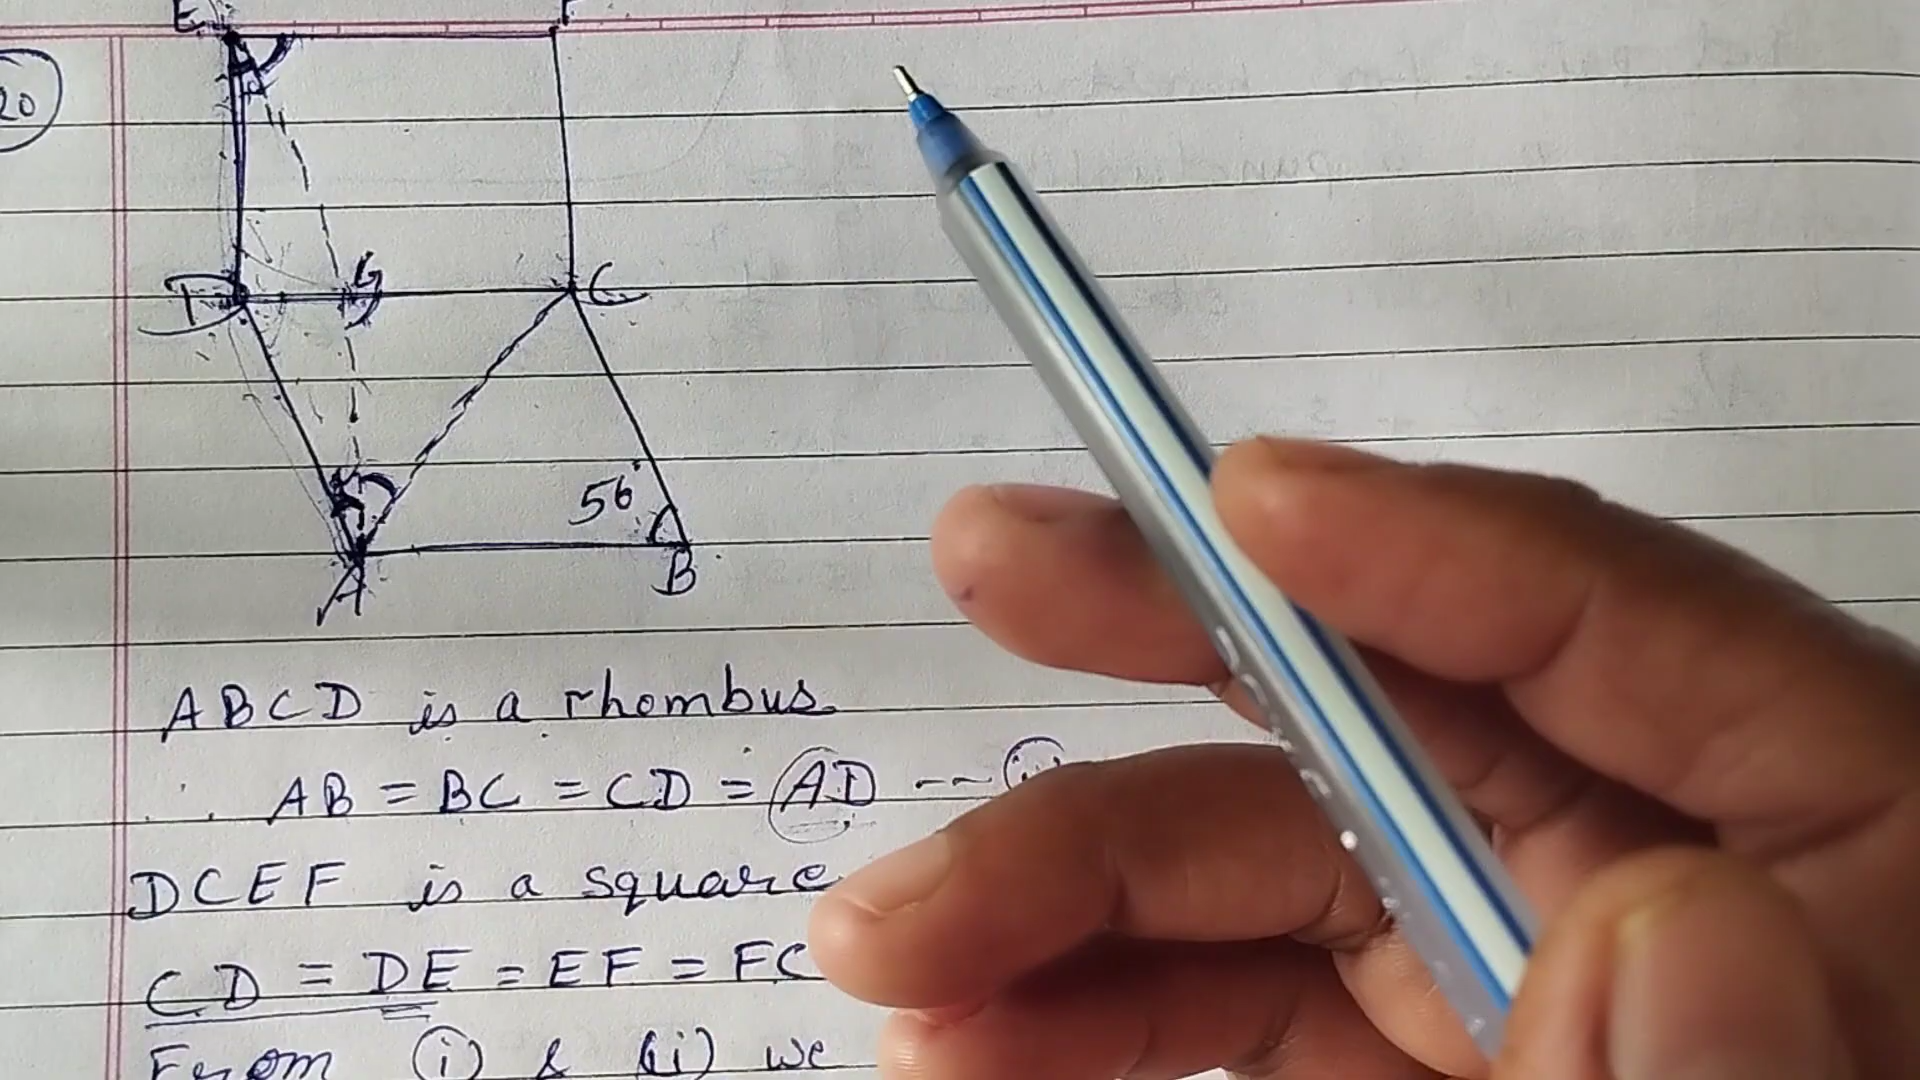 E F
20
D G C
56°
A B
ABCD is a rhombus
∴ AB = BC = CD = AD --
DCEF is a square
CD = DE = EF = FC
From (i) & (ii) we